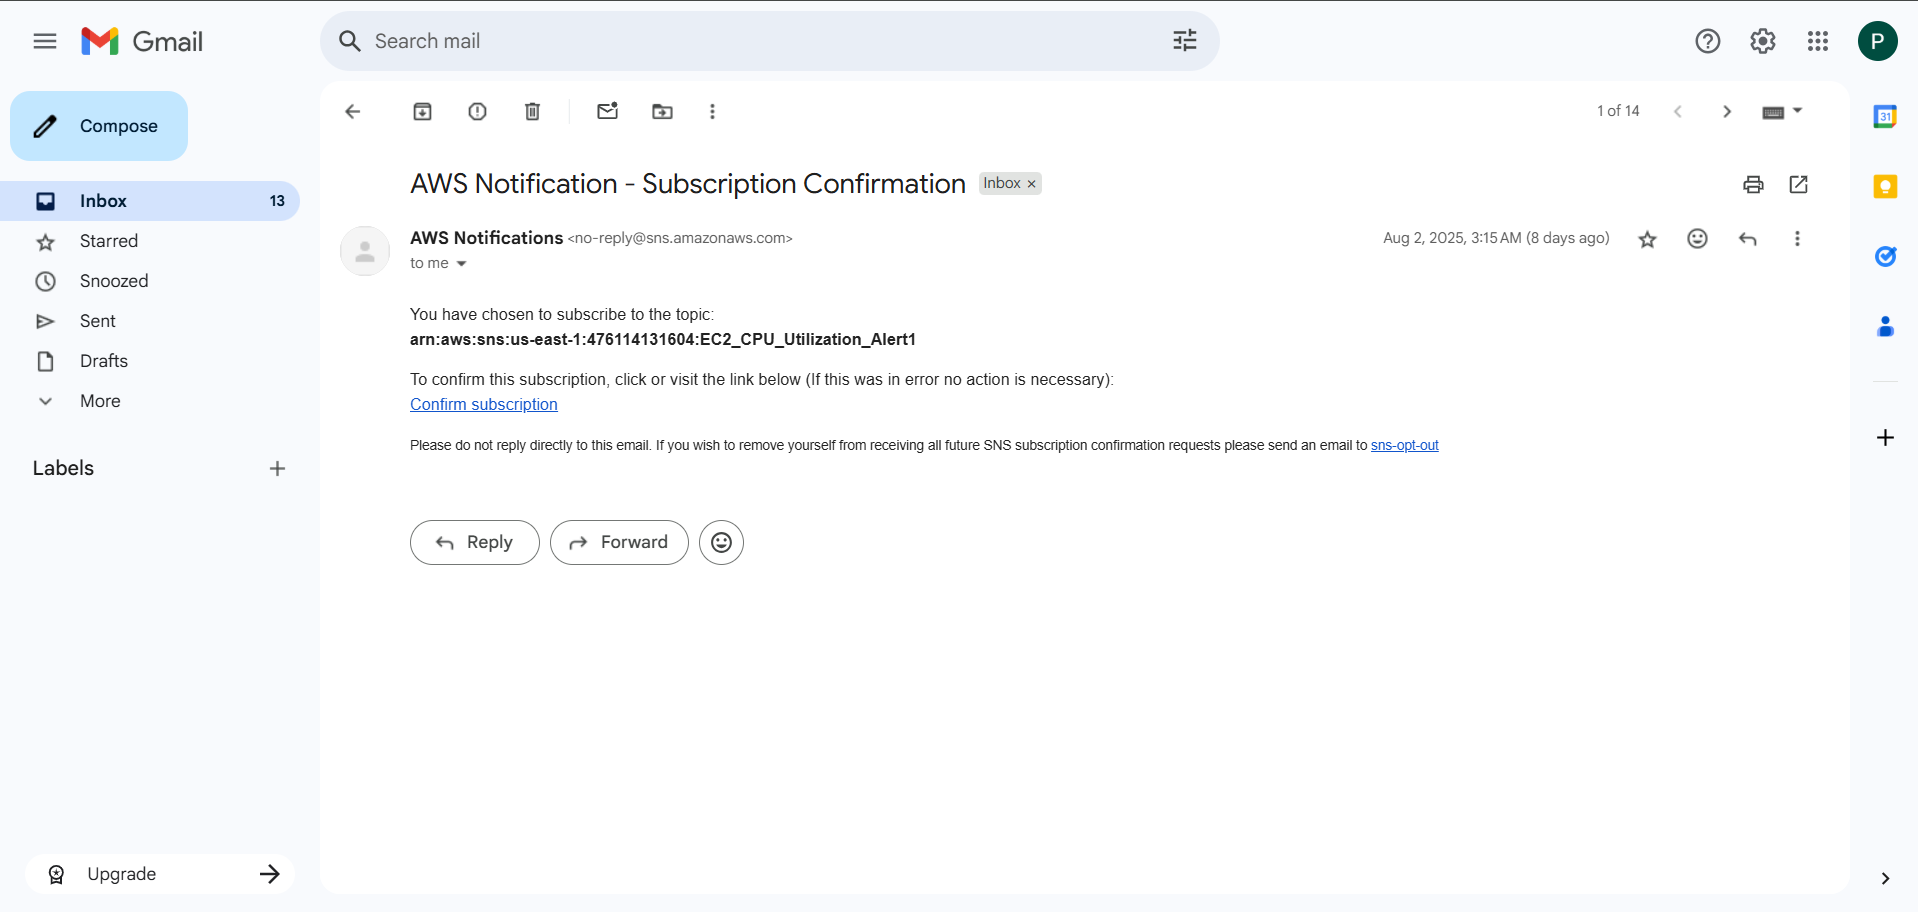 Gmail
Search mail
P
Compose
1 of 14
31
AWS Notification - Subscription Confirmation Inbox ×
Inbox 13
AWS Notifications <no-reply@sns.amazonaws.com> Aug 2, 2025, 3:15 AM (8 days ago)
to me
Starred
Snoozed
Sent
Drafts
More
Labels
You have chosen to subscribe to the topic:
arn:aws:sns:us-east-1:476114131604:EC2_CPU_Utilization_Alert1
To confirm this subscription, click or visit the link below (If this was in error no action is necessary):
Confirm subscription
Please do not reply directly to this email. If you wish to remove yourself from receiving all future SNS subscription confirmation requests please send an email to sns-opt-out
Reply
Forward
Upgrade